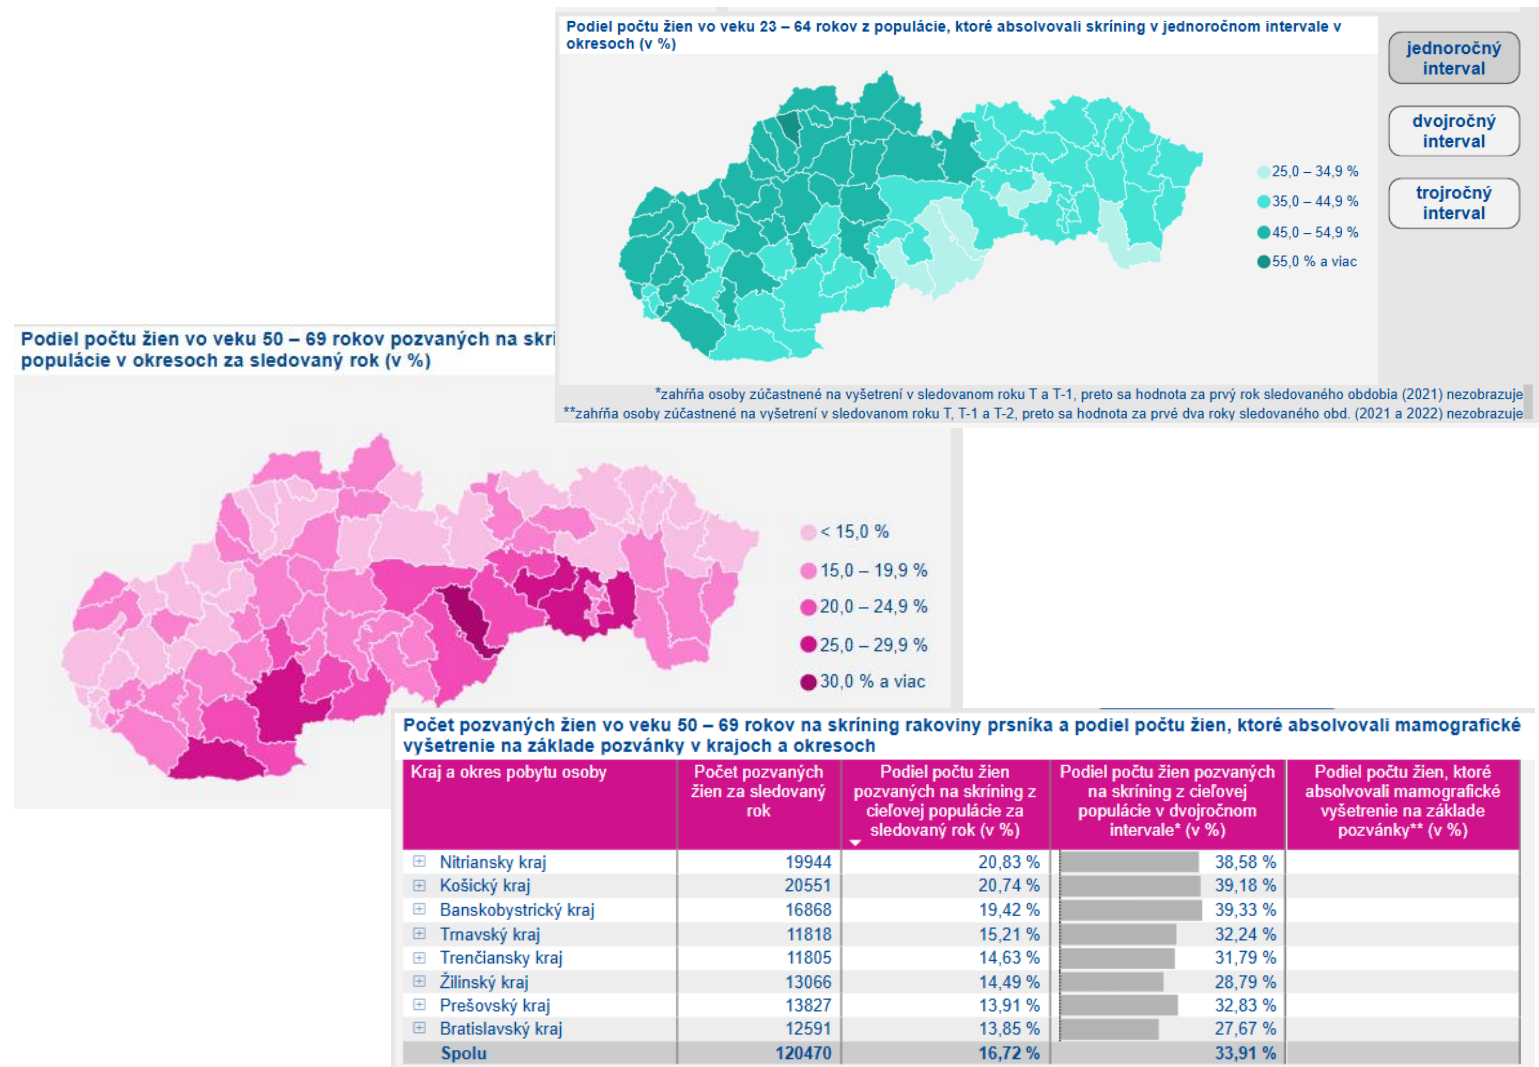 Podiel počtu žien vo veku 23 – 64 rokov z populácie, ktoré absolvovali skríning v jednoročnom intervale v
okresoch (v %)
jednoročný
interval
dvojročný
interval
trojročný
interval
25,0 – 34,9 %
35,0 – 44,9 %
45,0 – 54,9 %
55,0 % a viac
*zahŕňa osoby zúčastnené na vyšetrení v sledovanom roku T a T-1, preto sa hodnota za prvý rok sledovaného obdobia (2021) nezobrazuje
**zahŕňa osoby zúčastnené na vyšetrení v sledovanom roku T, T-1 a T-2, preto sa hodnota za prvé dva roky sledovaného obd. (2021 a 2022) nezobrazuje
Podiel počtu žien vo veku 50 – 69 rokov pozvaných na skrí
populácie v okresoch za sledovaný rok (v %)
< 15,0 %
15,0 – 19,9 %
20,0 – 24,9 %
25,0 – 29,9 %
30,0 % a viac
Počet pozvaných žien vo veku 50 – 69 rokov na skríning rakoviny prsníka a podiel počtu žien, ktoré absolvovali mamografické
vyšetrenie na základe pozvánky v krajoch a okresoch
Kraj a okres pobytu osoby
Počet pozvaných
žien za sledovaný
rok
Podiel počtu žien
pozvaných na skríning z
cieľovej populácie za
sledovaný rok (v %)
Podiel počtu žien pozvaných
na skríning z cieľovej
populácie v dvojročnom
intervale* (v %)
Podiel počtu žien, ktoré
absolvovali mamografické
vyšetrenie na základe
pozvánky** (v %)
Nitriansky kraj 19944 20,83 % 38,58 %
Košický kraj 20551 20,74 % 39,18 %
Banskobystrický kraj 16868 19,42 % 39,33 %
Trnavský kraj 11818 15,21 % 32,24 %
Trenčiansky kraj 11805 14,63 % 31,79 %
Žilinský kraj 13066 14,49 % 28,79 %
Prešovský kraj 13827 13,91 % 32,83 %
Bratislavský kraj 12591 13,85 % 27,67 %
Spolu 120470 16,72 % 33,91 %